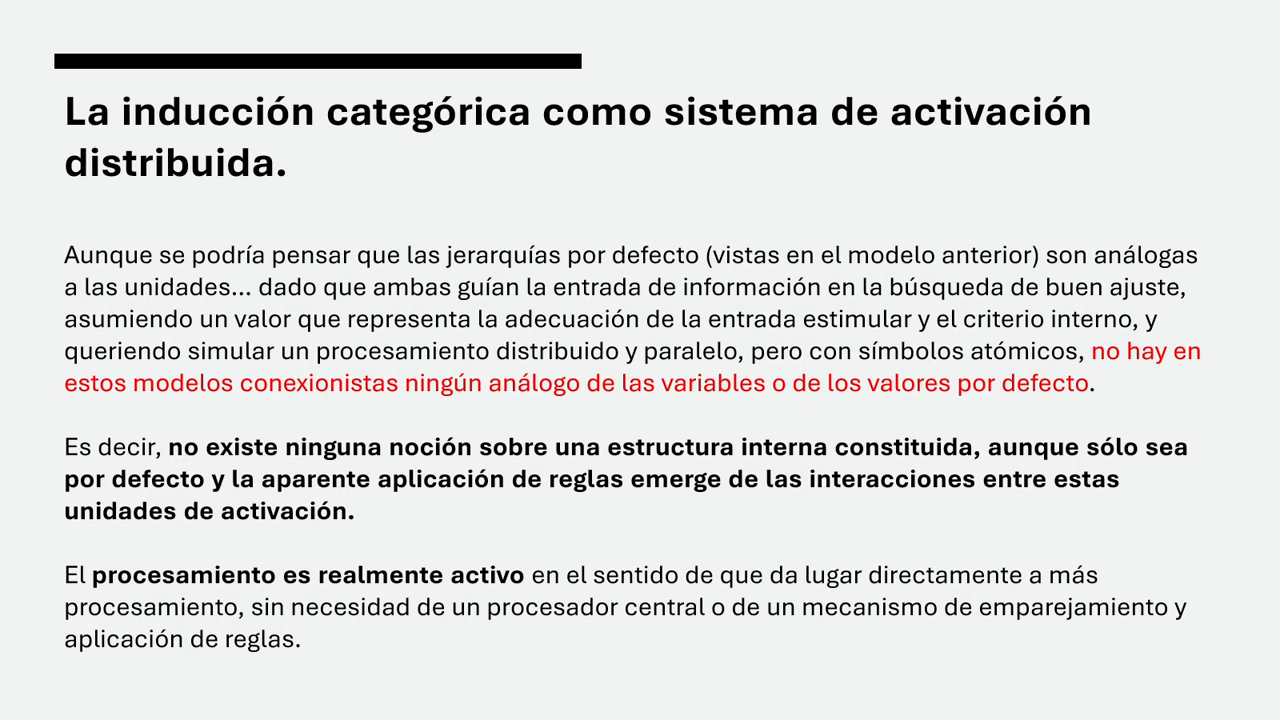 La inducción categórica como sistema de activación
distribuida.
Aunque se podría pensar que las jerarquías por defecto (vistas en el modelo anterior) son análogas
a las unidades... dado que ambas guían la entrada de información en la búsqueda de buen ajuste,
asumiendo un valor que representa la adecuación de la entrada estimular y el criterio interno, y
queriendo simular un procesamiento distribuido y paralelo, pero con símbolos atómicos, no hay en
estos modelos conexionistas ningún análogo de las variables o de los valores por defecto.
Es decir, no existe ninguna noción sobre una estructura interna constituida, aunque sólo sea
por defecto y la aparente aplicación de reglas emerge de las interacciones entre estas
unidades de activación.
El procesamiento es realmente activo en el sentido de que da lugar directamente a más
procesamiento, sin necesidad de un procesador central o de un mecanismo de emparejamiento y
aplicación de reglas.